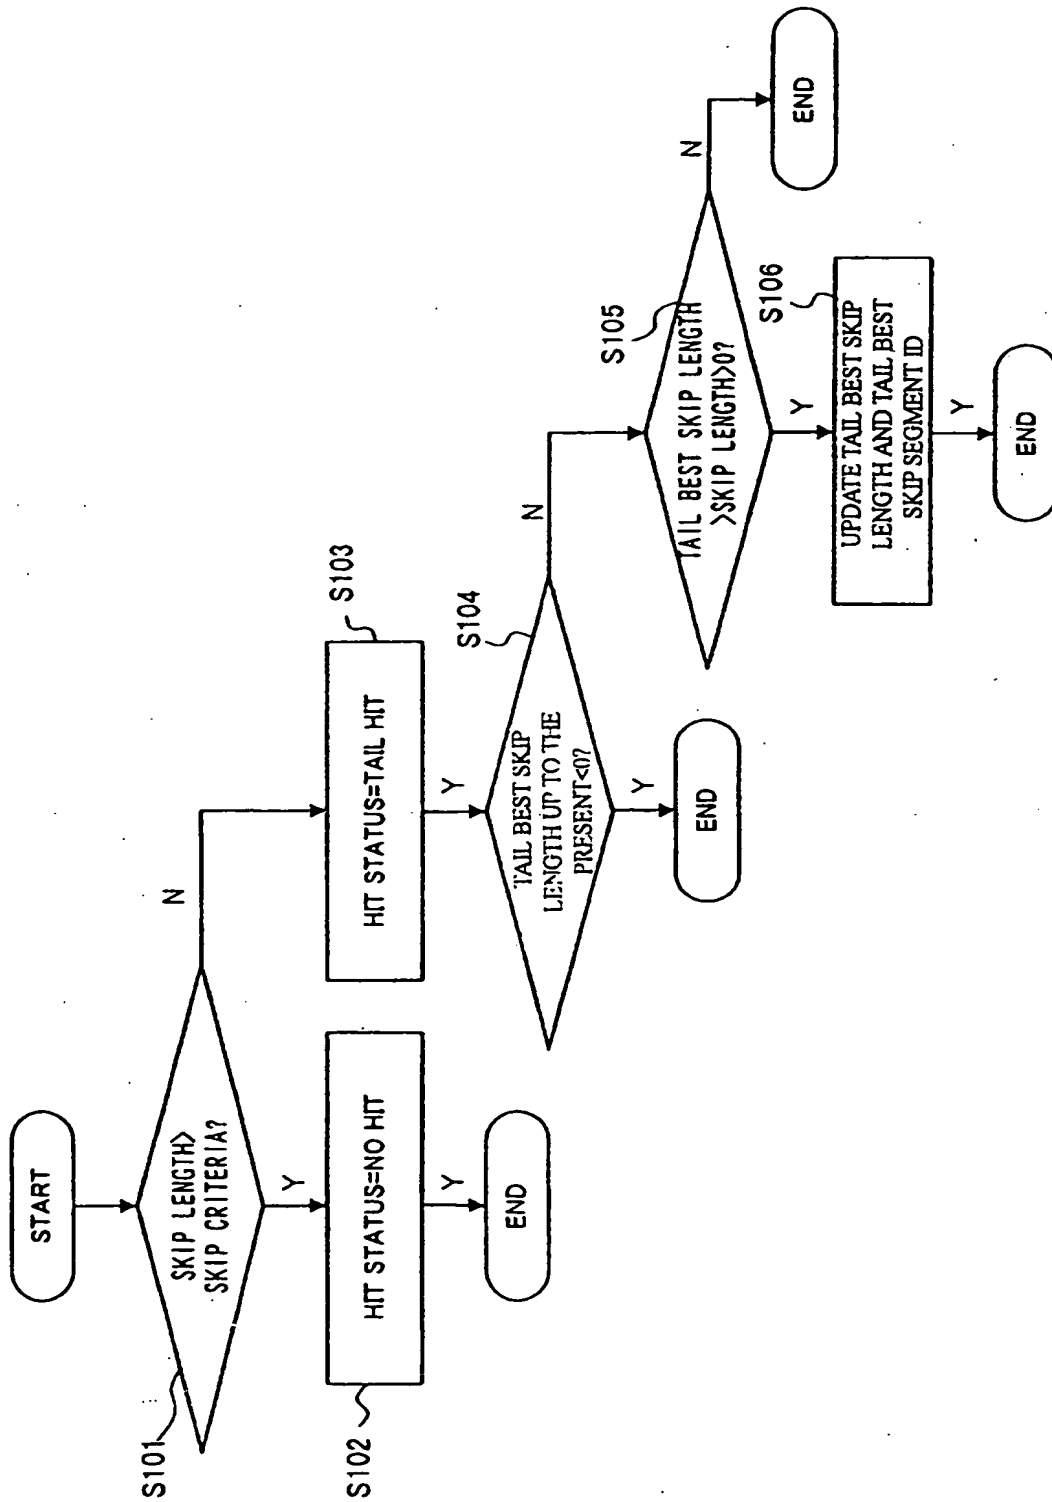 START
S101
SKIP LENGTH>
SKIP CRITERIA?
N
Y
S102
HIT STATUS=NO HIT
Y
END
S103
HIT STATUS=TAIL HIT
Y
S104
TAIL BEST SKIP
LENGTH UP TO THE
PRESENT<0?
N
Y
END
S105
TAIL BEST SKIP LENGTH
>SKIP LENGTH>0?
N
END
Y
S106
UPDATE TAIL BEST SKIP
LENGTH AND TAIL BEST
SKIP SEGMENT ID
Y
END